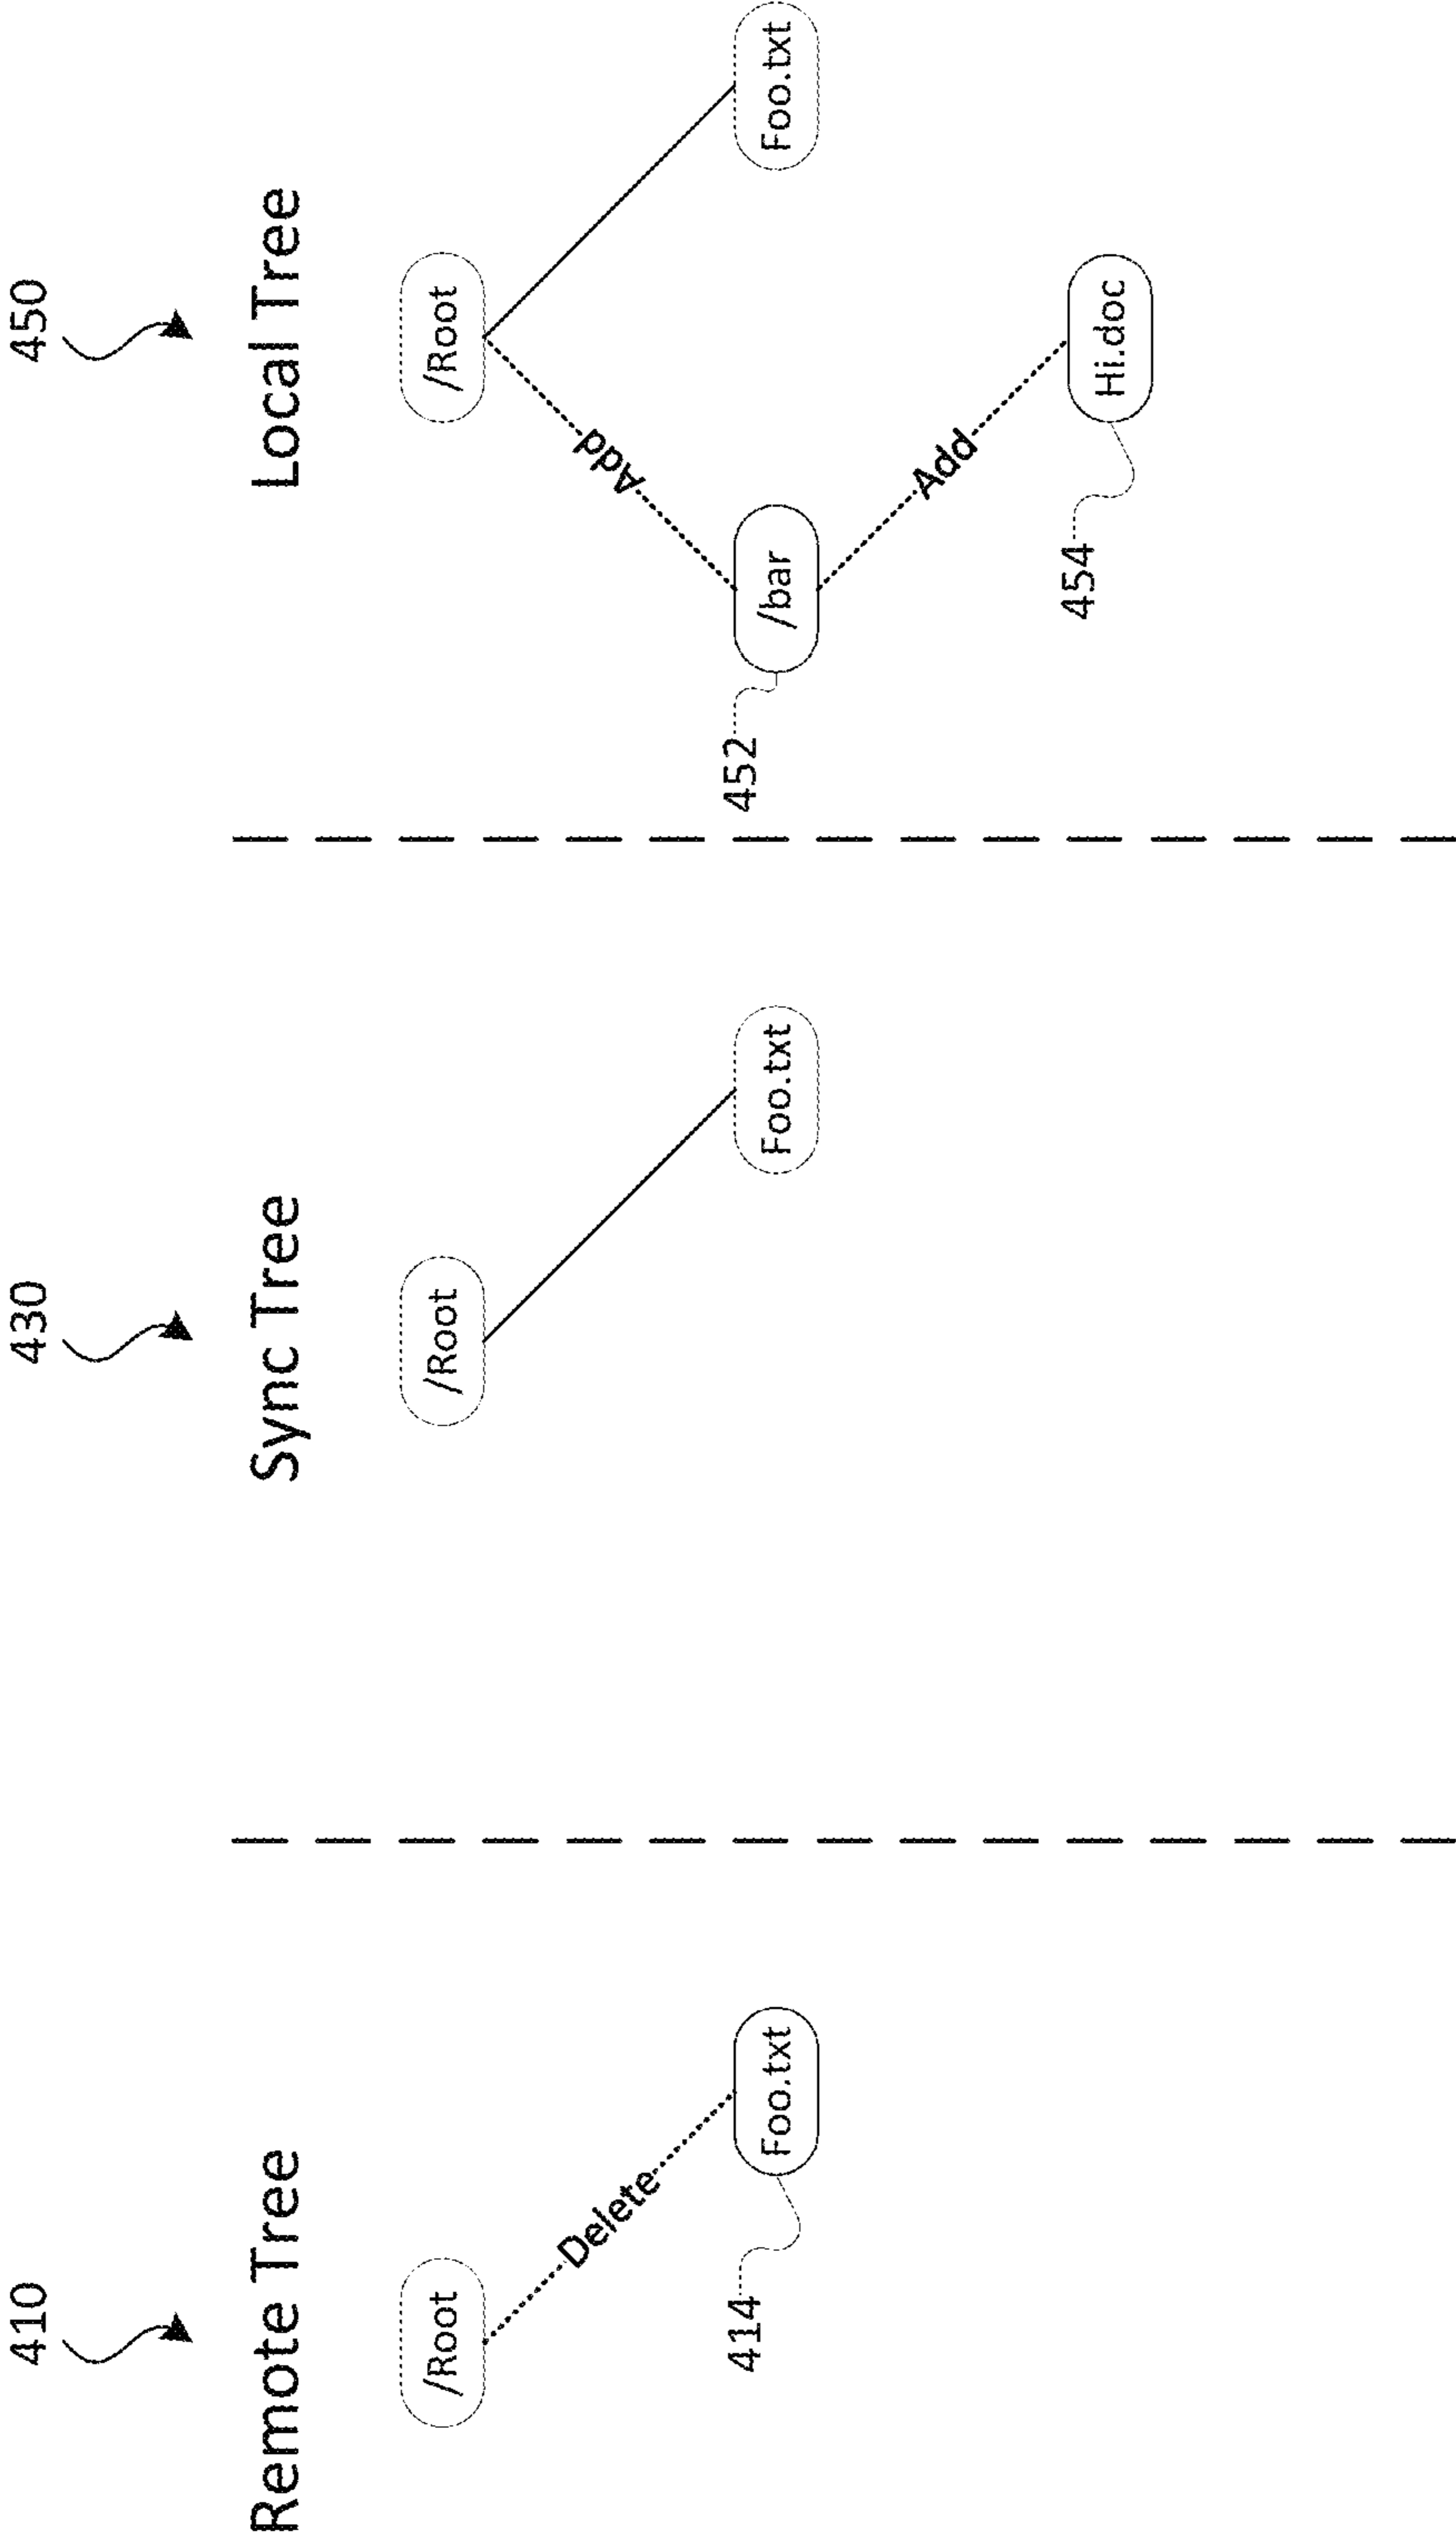 410
430
450
Remote Tree
Sync Tree
Local Tree
/Root
/Root
/Root
Delete
Add
414
Foo.txt
Foo.txt
452
/bar
Foo.txt
Add
454
Hi.doc